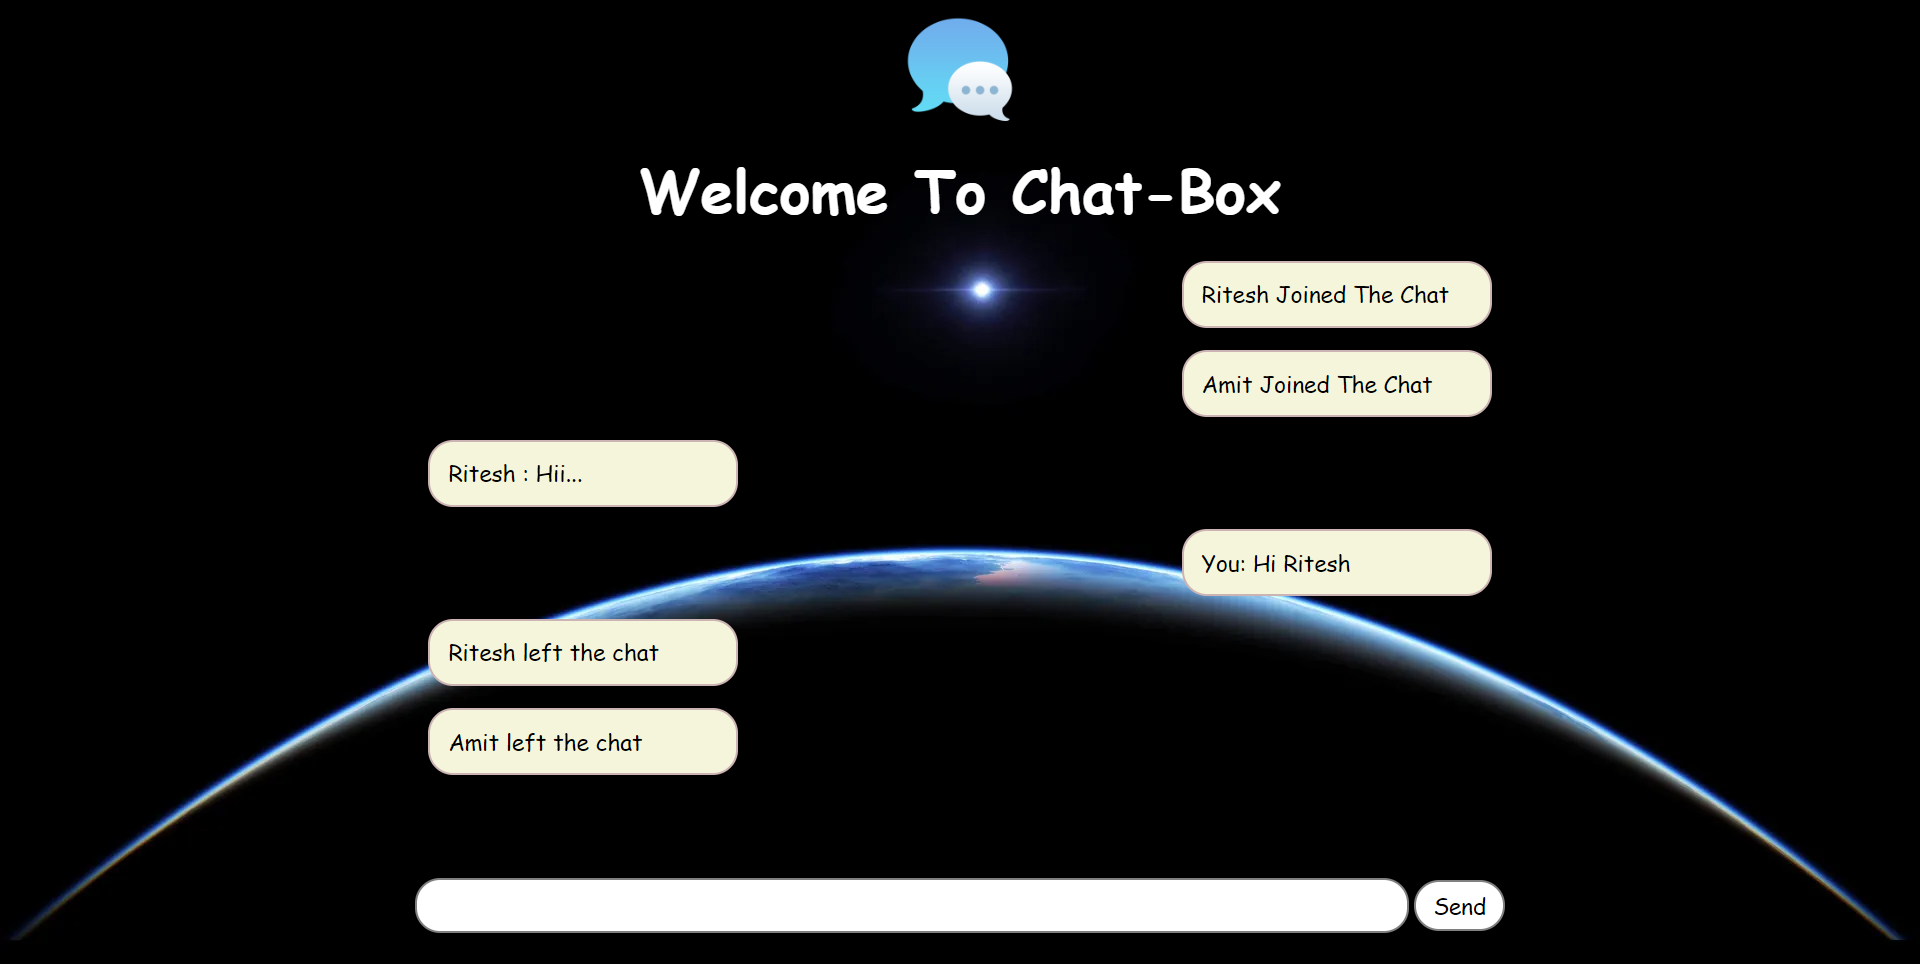 Welcome To Chat-Box
Ritesh Joined The Chat
Amit Joined The Chat
Ritesh : Hii...
You: Hi Ritesh
Ritesh left the chat
Amit left the chat
Send